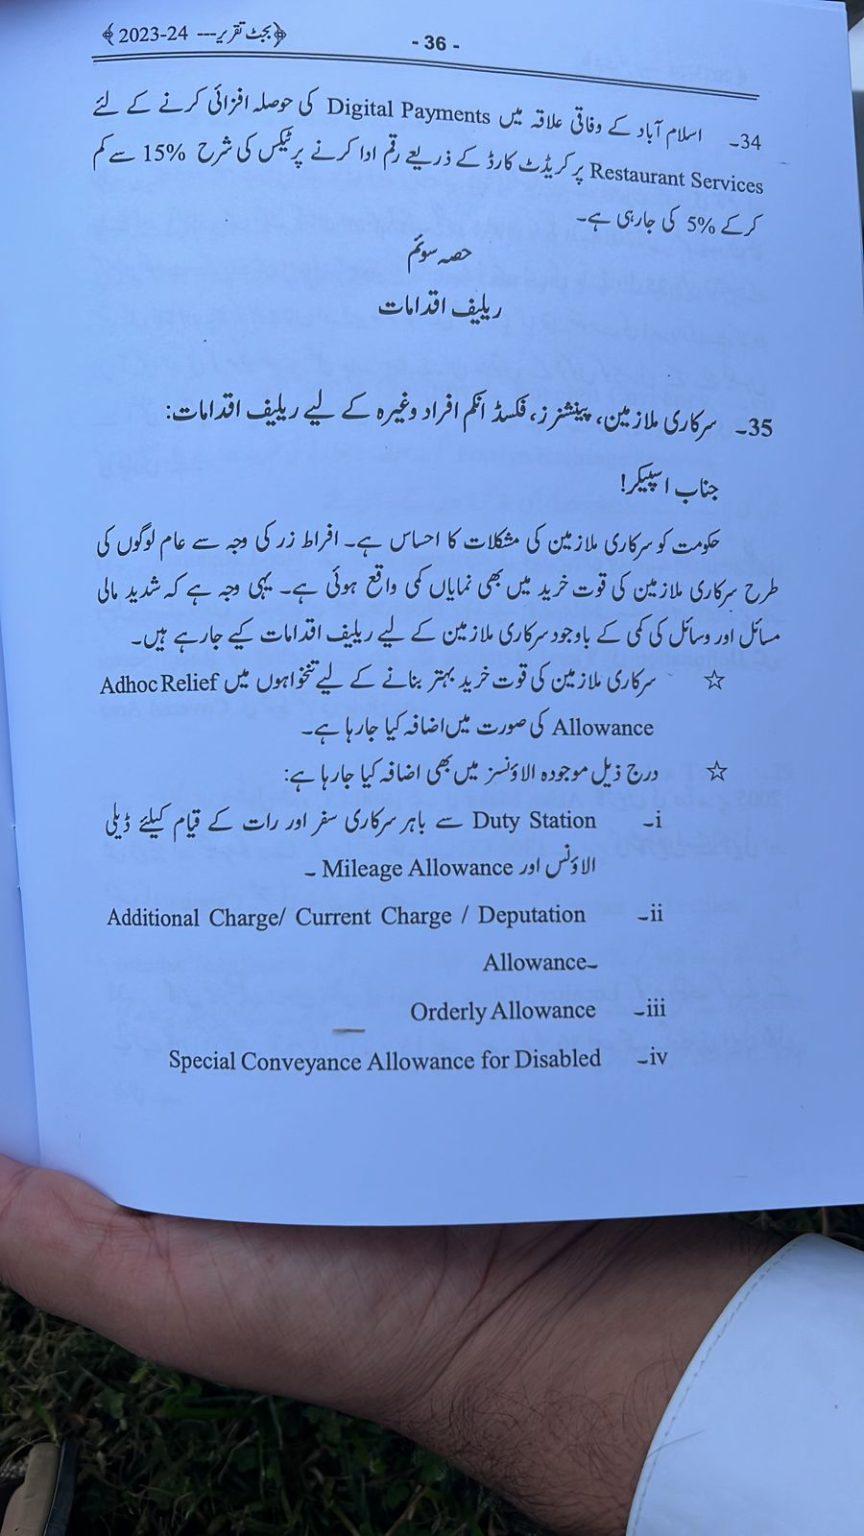 ﴿بجٹ تقریر--- 2023-24﴾
- 36 -
34۔ اسلام آباد کے وفاقی علاقہ میں Digital Payments کی حوصلہ افزائی کرنے کے لئے
Restaurant Services پر کریڈٹ کارڈ کے ذریعے رقم ادا کرنے پر ٹیکس کی شرح 15% سے کم
کر کے 5% کی جارہی ہے۔
حصہ سوئم
ریلیف اقدامات
35۔ سرکاری ملازمین، پینشنرز، فکسڈ انکم افراد وغیرہ کے لیے ریلیف اقدامات:
جناب اسپیکر!
حکومت کو سرکاری ملازمین کی مشکلات کا احساس ہے۔ افراط زر کی وجہ سے عام لوگوں کی
طرح سرکاری ملازمین کی قوت خرید میں بھی نمایاں کمی واقع ہوئی ہے۔ یہی وجہ ہے کہ شدید مالی
مسائل اور وسائل کی کمی کے باوجود سرکاری ملازمین کے لیے ریلیف اقدامات کیے جارہے ہیں۔
☆ سرکاری ملازمین کی قوت خرید بہتر بنانے کے لیے تنخواہوں میں Adhoc Relief
Allowance کی صورت میں اضافہ کیا جارہا ہے۔
☆ درج ذیل موجودہ الاؤنسز میں بھی اضافہ کیا جارہا ہے:
i۔ Duty Station سے باہر سرکاری سفر اور رات کے قیام کیلئے ڈیلی
الاؤنس اور Mileage Allowance ۔
ii۔ Additional Charge/ Current Charge / Deputation
Allowance۔
iii۔ Orderly Allowance
iv۔ Special Conveyance Allowance for Disabled